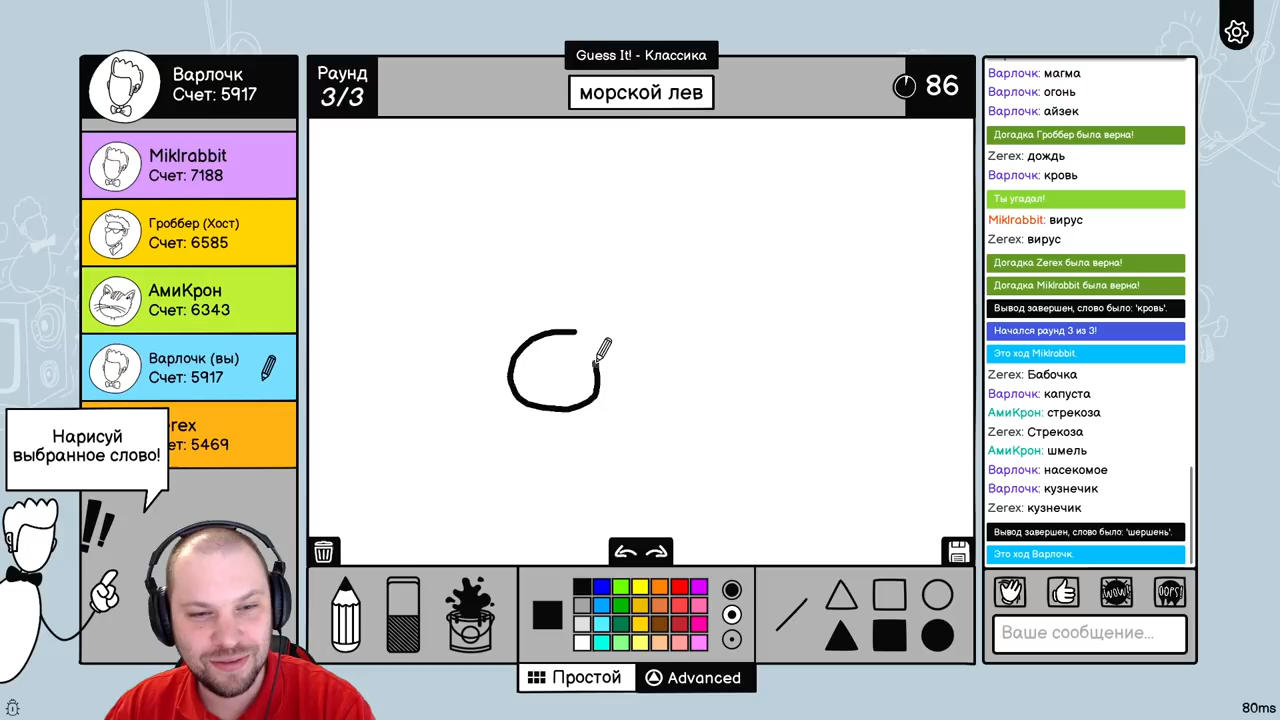 Guess It! - Классика
Варлочк
Счет: 5917
Раунд
3/3
морской лев
86
Miklrabbit
Счет: 7188
Гроббер (Хост)
Счет: 6585
АмиКрон
Счет: 6343
Варлочк (вы)
Счет: 5917
Счет: 5469
Нарисуй
выбранное слово!
Варлочк: магма
Варлочк: огонь
Варлочк: айзек
Догадка Гроббер была верна!
Zerex: дождь
Варлочк: кровь
Ты угадал!
Miklrabbit: вирус
Zerex: вирус
Догадка Zerex была верна!
Догадка Miklrabbit была верна!
Вывод завершен, слово было: 'кровь'.
Начался раунд 3 из 3!
Это ход Miklrabbit.
Zerex: Бабочка
Варлочк: капуста
АмиКрон: стрекоза
Zerex: Стрекоза
АмиКрон: шмель
Варлочк: насекомое
Варлочк: кузнечик
Zerex: кузнечик
Вывод завершен, слово было: 'шершень'.
Это ход Варлочк.
WOW!
OOPS!
Ваше сообщение...
Простой
Advanced
80ms